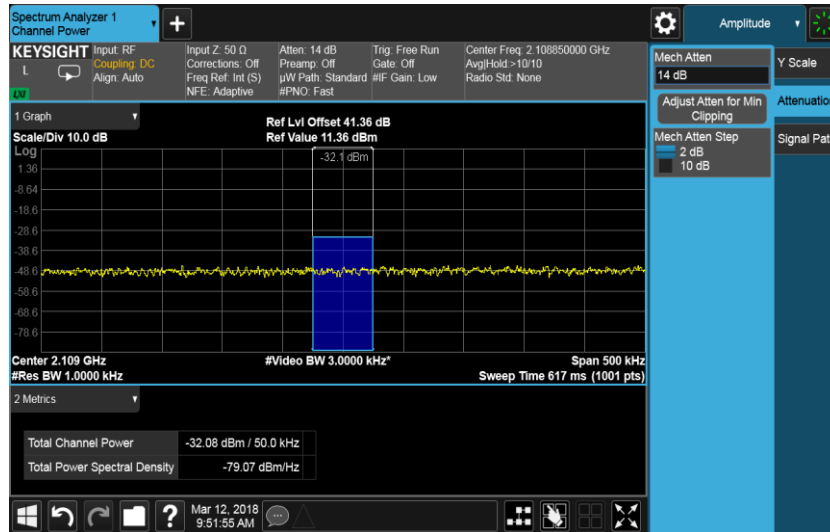 Spectrum Analyzer 1
Channel Power
Amplitude
KEYSIGHT
L
LXI
Input: RF
Coupling: DC
Align: Auto
Input Z: 50 Ω
Corrections: Off
Freq Ref: Int (S)
NFE: Adaptive
Atten: 14 dB
Preamp: Off
µW Path: Standard
#PNO: Fast
Trig: Free Run
Gate: Off
#IF Gain: Low
Center Freq: 2.108850000 GHz
Avg|Hold:>10/10
Radio Std: None
Mech Atten
14 dB
Adjust Atten for Min
Clipping
Mech Atten Step
2 dB
10 dB
Y Scale
Attenuation
Signal Pat
1 Graph
Scale/Div 10.0 dB
Ref Lvl Offset 41.36 dB
Ref Value 11.36 dBm
Log
-32.1 dBm
1.36
-8.64
-18.6
-28.6
-38.6
-48.6
-58.6
-68.6
-78.6
Center 2.109 GHz
#Video BW 3.0000 kHz*
Span 500 kHz
#Res BW 1.0000 kHz
Sweep Time 617 ms (1001 pts)
2 Metrics
Total Channel Power -32.08 dBm / 50.0 kHz
Total Power Spectral Density -79.07 dBm/Hz
?
Mar 12, 2018
9:51:55 AM